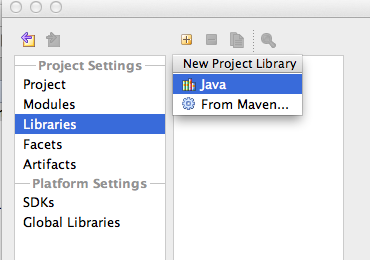 Project Settings
Project
Modules
Libraries
Facets
Artifacts
Platform Settings
SDKs
Global Libraries
New Project Library
Java
From Maven...